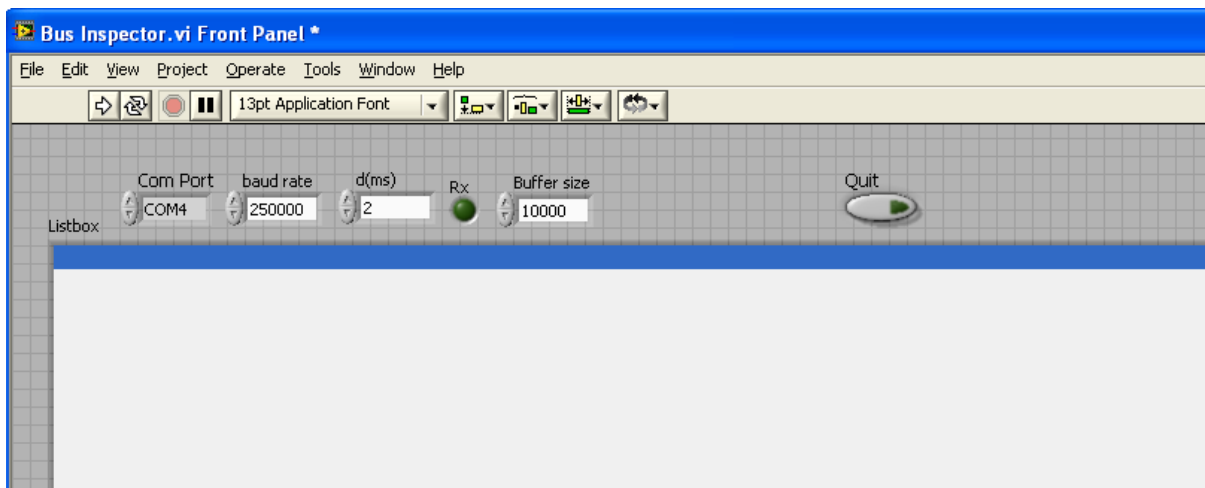 Bus Inspector.vi Front Panel *
File Edit View Project Operate Tools Window Help
13pt Application Font
Com Port baud rate d(ms) Rx Buffer size Quit
COM4 250000 2 10000
Listbox